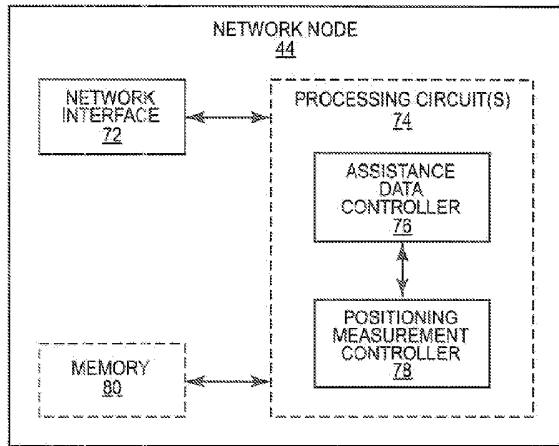 NETWORK NODE
44
NETWORK
INTERFACE
72
PROCESSING CIRCUIT(S)
74
ASSISTANCE
DATA
CONTROLLER
76
POSITIONING
MEASUREMENT
CONTROLLER
78
MEMORY
80